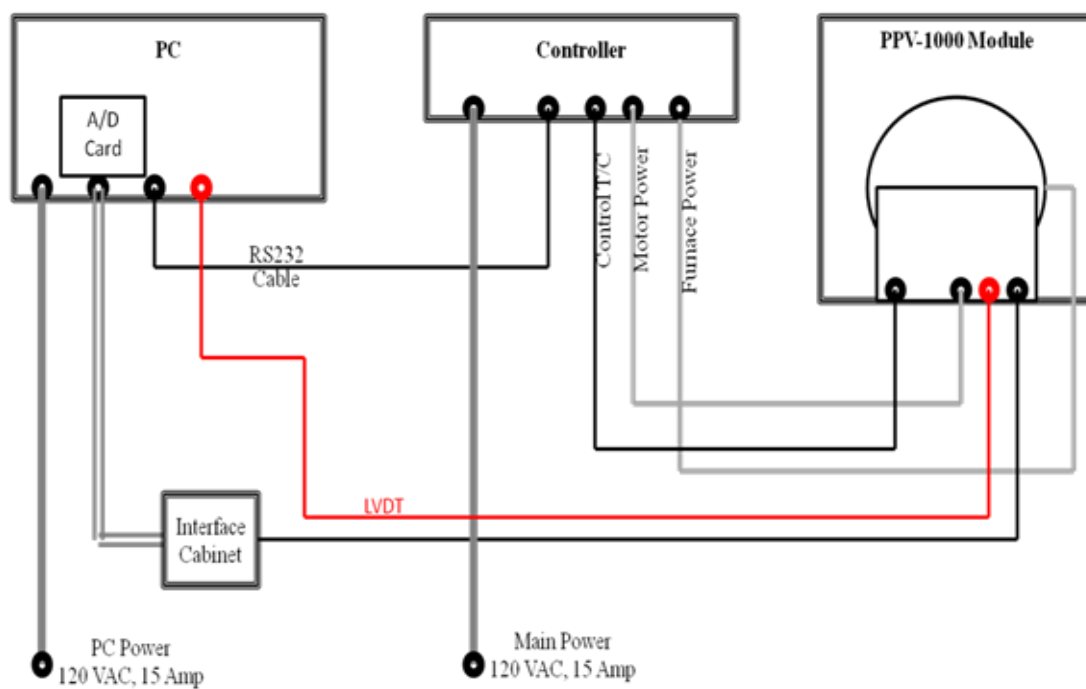 PC
Controller
PPV-1000 Module
A/D
Card
Control T/C
Motor Power
Furnace Power
RS232
Cable
LVDT
Interface
Cabinet
PC Power
120 VAC, 15 Amp
Main Power
120 VAC, 15 Amp